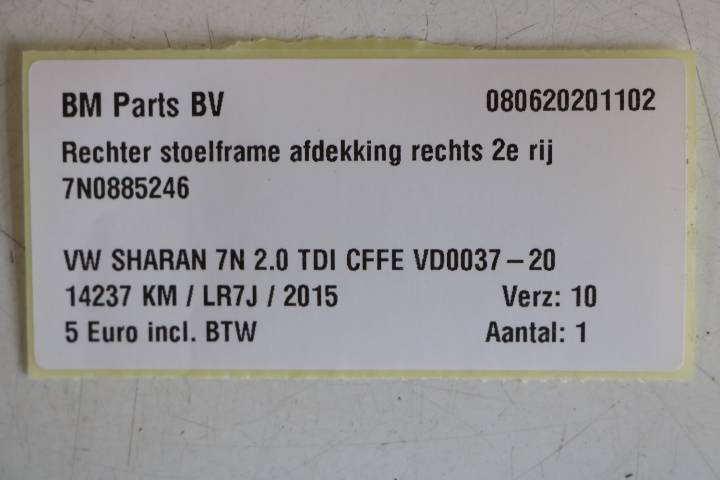 BM Parts BV 080620201102
Rechter stoelframe afdekking rechts 2e rij
7N0885246
VW SHARAN 7N 2.0 TDI CFFE VD0037-20
14237 KM / LR7J / 2015 Verz: 10
5 Euro incl. BTW Aantal: 1